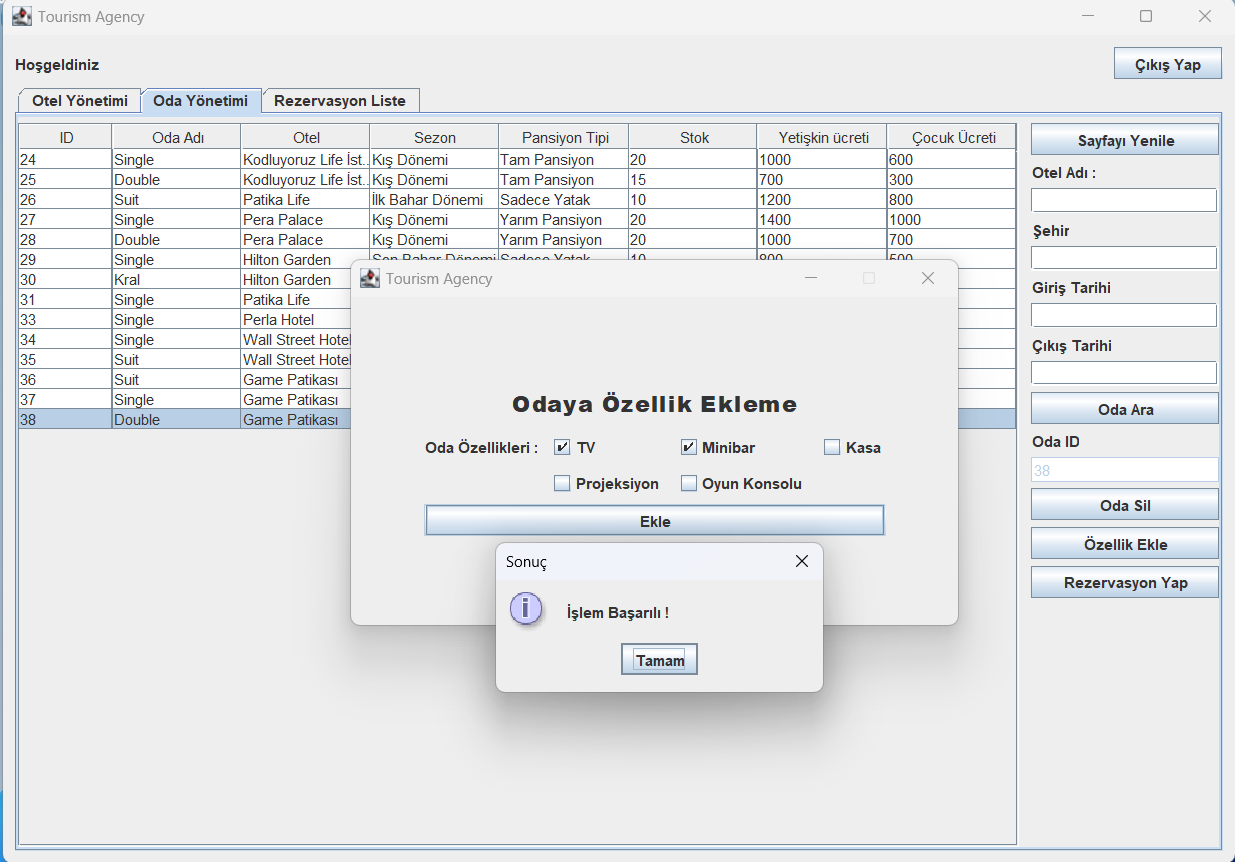 Tourism Agency
Hoşgeldiniz
Çıkış Yap
Otel Yönetimi Oda Yönetimi Rezervasyon Liste
ID Oda Adı Otel Sezon Pansiyon Tipi Stok Yetişkin ücreti Çocuk Ücreti
24 Single Kodluyoruz Life İst... Kış Dönemi Tam Pansiyon 20 1000 600
25 Double Kodluyoruz Life İst... Kış Dönemi Tam Pansiyon 15 700 300
26 Suit Patika Life İlk Bahar Dönemi Sadece Yatak 10 1200 800
27 Single Pera Palace Kış Dönemi Yarım Pansiyon 20 1400 1000
28 Double Pera Palace Kış Dönemi Yarım Pansiyon 20 1000 700
29 Single Hilton Garden Son Bahar Dönemi Sadece Yatak 10 800 500
30 Kral Hilton Garden
31 Single Patika Life
33 Single Perla Hotel
34 Single Wall Street Hotel
35 Suit Wall Street Hotel
36 Suit Game Patikası
37 Single Game Patikası
38 Double Game Patikası
Sayfayı Yenile
Otel Adı :
Şehir
Giriş Tarihi
Çıkış Tarihi
Oda Ara
Oda ID
38
Oda Sil
Özellik Ekle
Rezervasyon Yap
Tourism Agency
Odaya Özellik Ekleme
Oda Özellikleri : TV Minibar Kasa
Projeksiyon Oyun Konsolu
Ekle
Sonuç
İşlem Başarılı !
Tamam